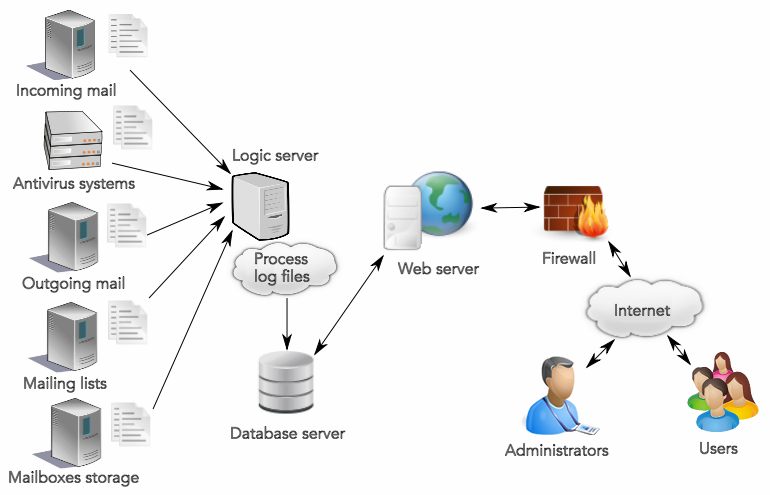 Incoming mail
Antivirus systems
Outgoing mail
Mailing lists
Mailboxes storage
Logic server
Process
log files
Database server
Web server
Firewall
Internet
Administrators
Users